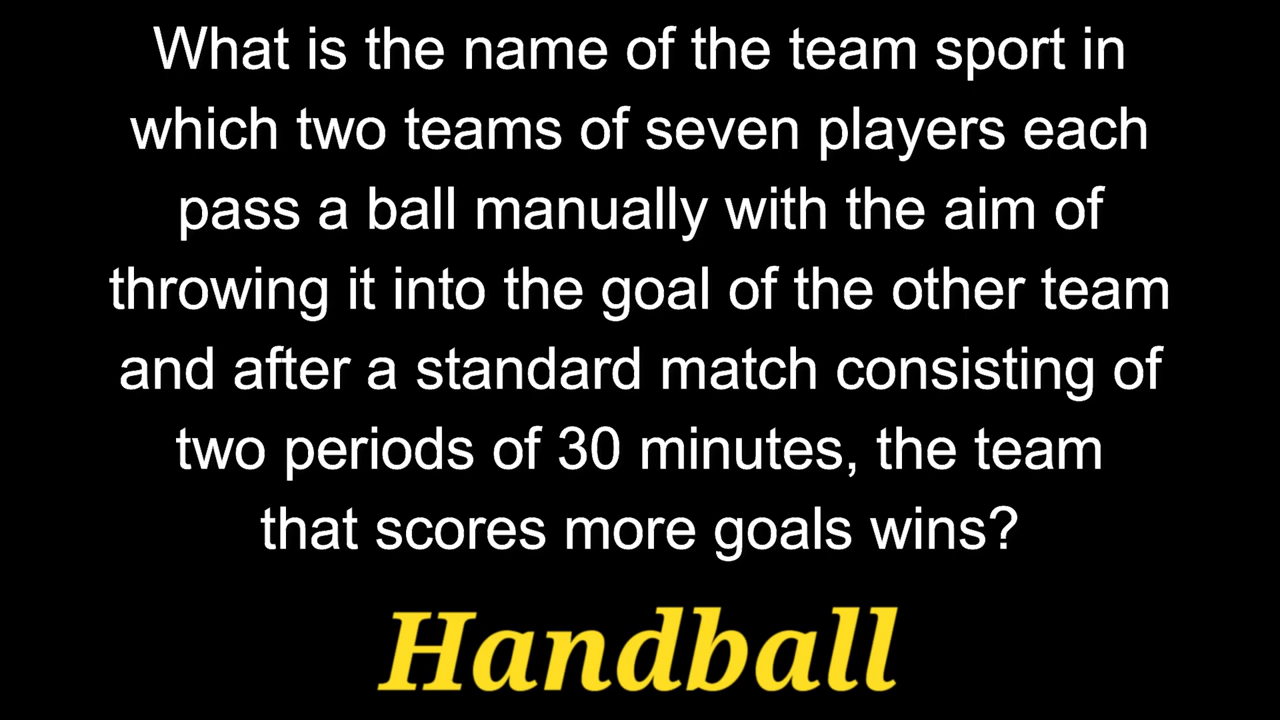 What is the name of the team sport in
which two teams of seven players each
pass a ball manually with the aim of
throwing it into the goal of the other team
and after a standard match consisting of
two periods of 30 minutes, the team
that scores more goals wins?
Handball